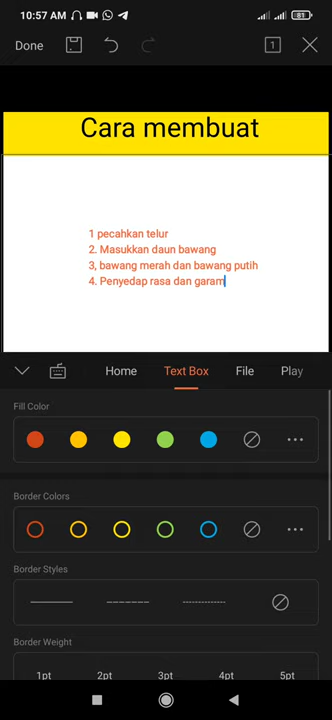 10:57 AM
81
Done
1
Cara membuat
1 pecahkan telur
2. Masukkan daun bawang
3, bawang merah dan bawang putih
4. Penyedap rasa dan garam
Home Text Box File Play
Fill Color
Border Colors
Border Styles
Border Weight
1pt 2pt 3pt 4pt 5pt